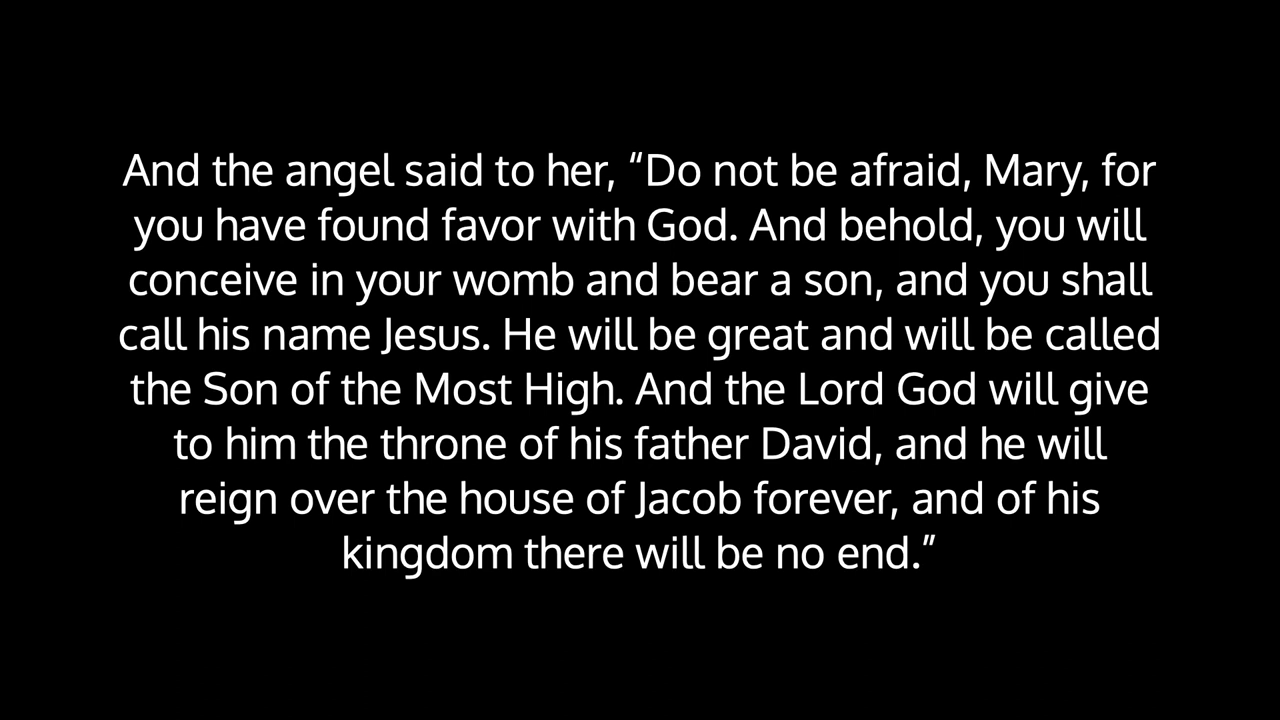 And the angel said to her, “Do not be afraid, Mary, for
you have found favor with God. And behold, you will
conceive in your womb and bear a son, and you shall
call his name Jesus. He will be great and will be called
the Son of the Most High. And the Lord God will give
to him the throne of his father David, and he will
reign over the house of Jacob forever, and of his
kingdom there will be no end.”